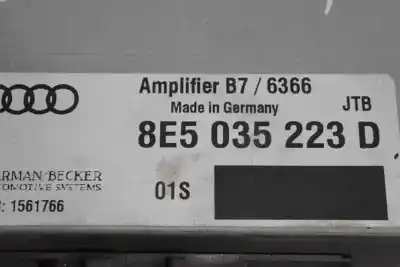 Amplifier B7 / 6366
Made in Germany
JTB
8E5 035 223 D
ARMAN/BECKER
TOMOTIVE SYSTEMS
01S
: 1561766